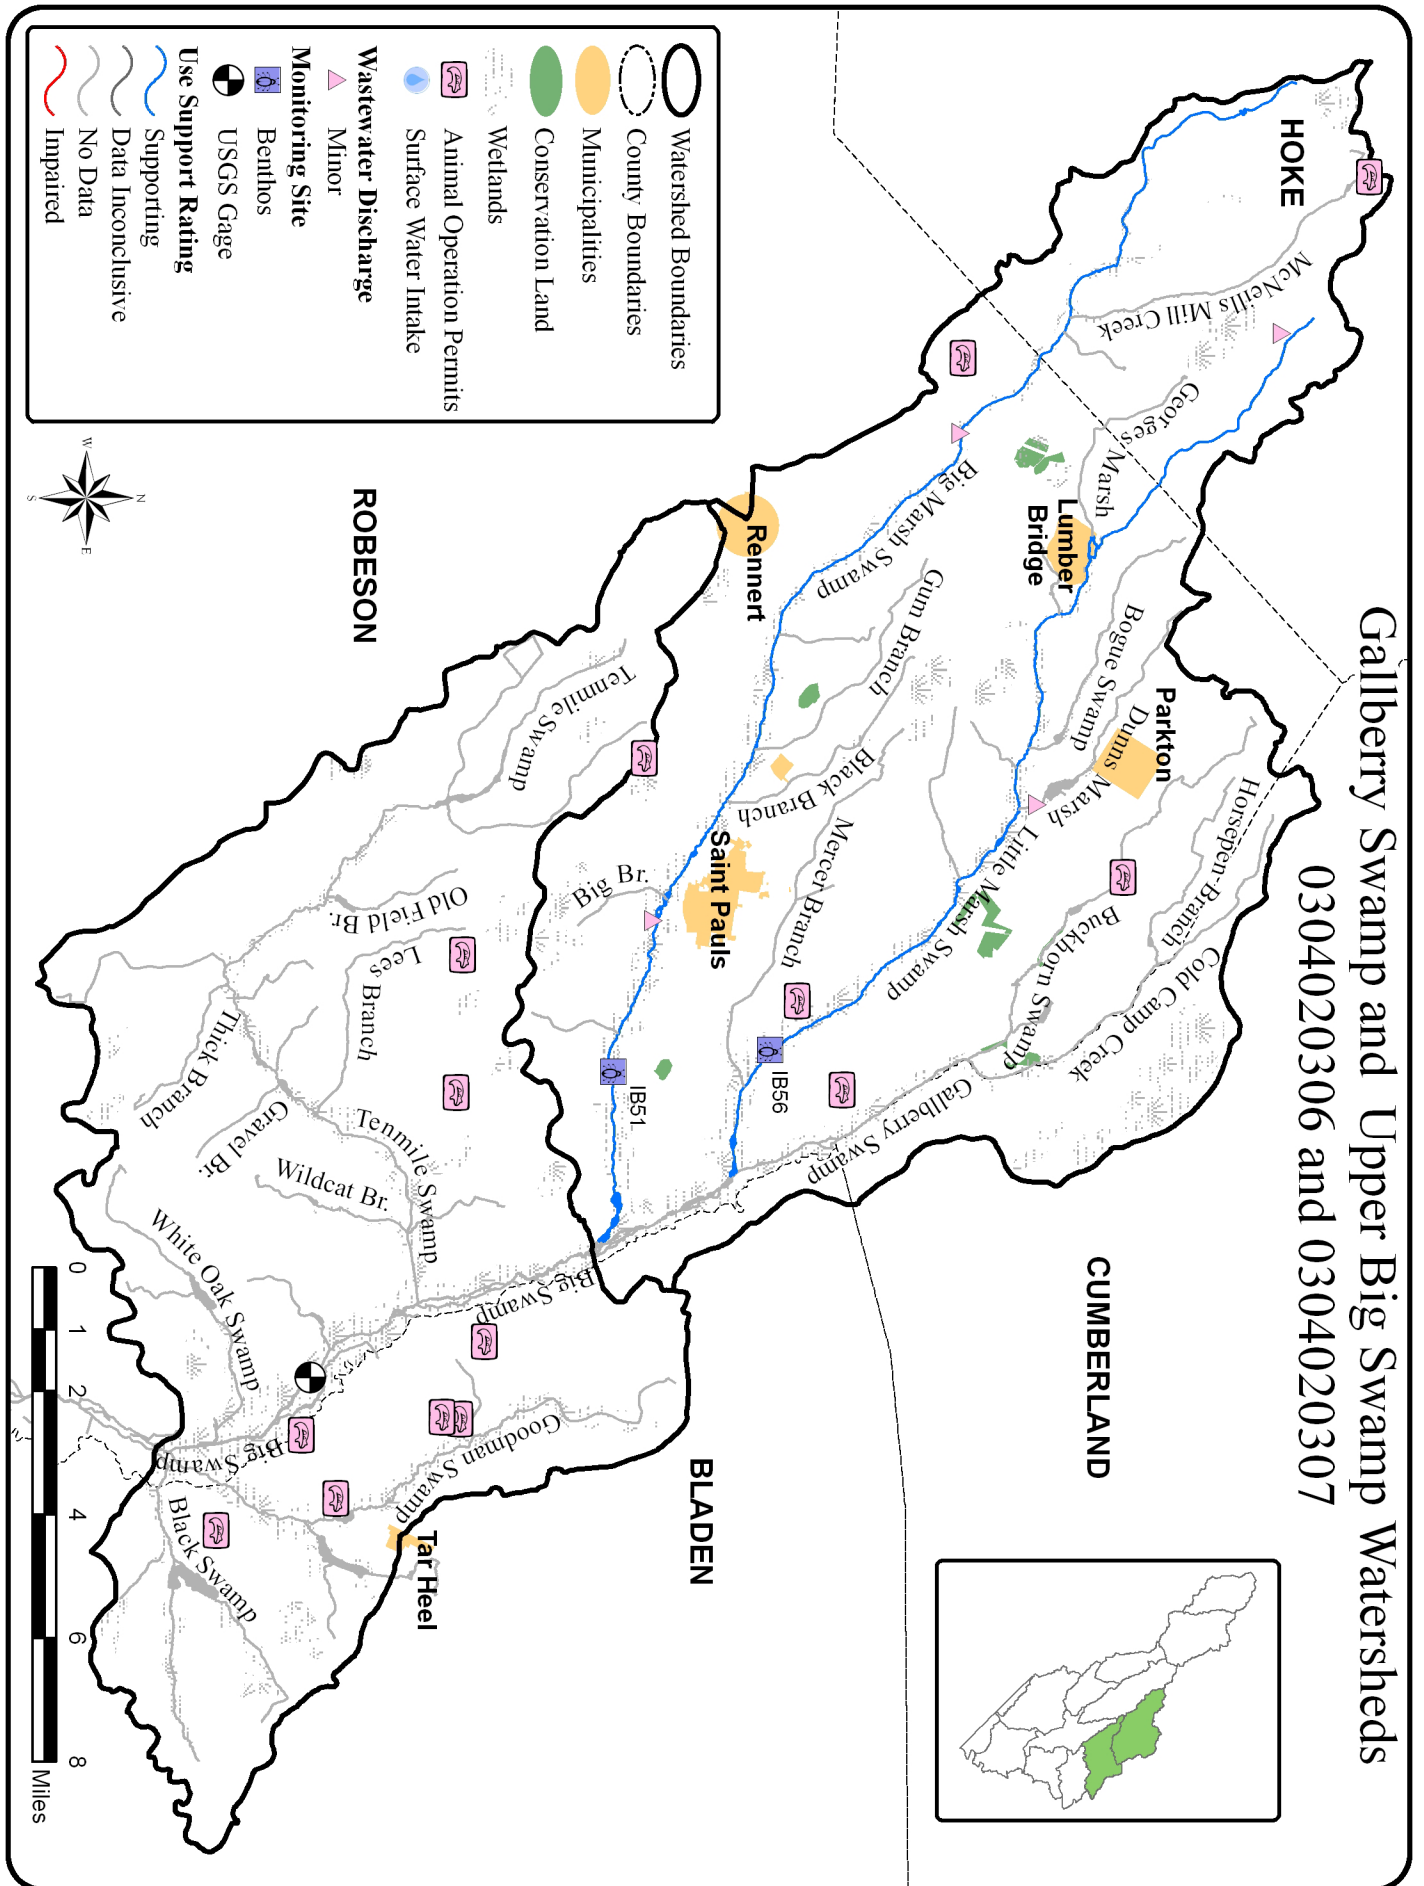 Gallberry Swamp and Upper Big Swamp Watersheds
0304020306 and 0304020307
HOKE
CUMBERLAND
ROBESON
BLADEN
McNeills Mill Creek
Georges
Marsh
Lumber
Bridge
Big Marsh Swamp
Rennert
Gum Branch
Bogue Swamp
Parkton
Dunns Marsh
Horsepen Branch
Cold Camp Creek
Buckhorn Swamp
Little Marsh Swamp
Black Branch
Mercer Branch
Saint Pauls
Big Br.
IB56
IB51
Gallberry Swamp
Tenmile Swamp
Old Field Br.
Lees Branch
Thick Branch
Gravel Br.
Tenmile Swamp
Wildcat Br.
White Oak Swamp
Big Swamp
Big Swamp
Goodman Swamp
Swamp
Tar Heel
Black Swamp
Watershed Boundaries
County Boundaries
Municipalities
Conservation Land
Wetlands
Animal Operation Permits
Surface Water Intake
Wastewater Discharge
Minor
Monitoring Site
Benthos
USGS Gage
Use Support Rating
Supporting
Data Inconclusive
No Data
Impaired
N
W
E
S
0 1 2 4 6 8
Miles